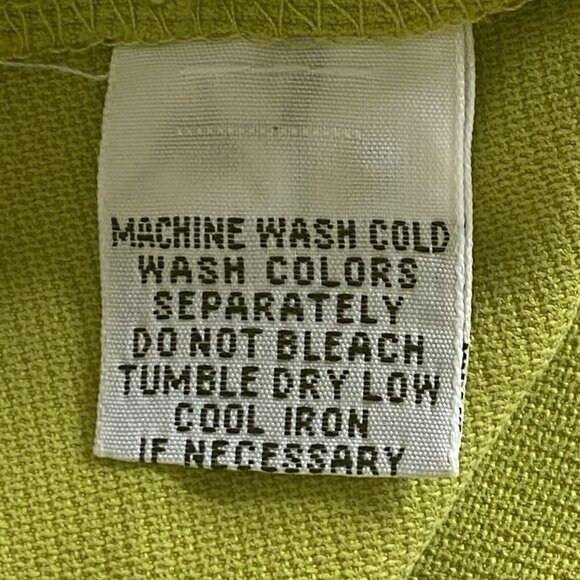 MACHINE WASH COLD
WASH COLORS
SEPARATELY
DO NOT BLEACH
TUMBLE DRY LOW
COOL IRON
IF NECESSARY